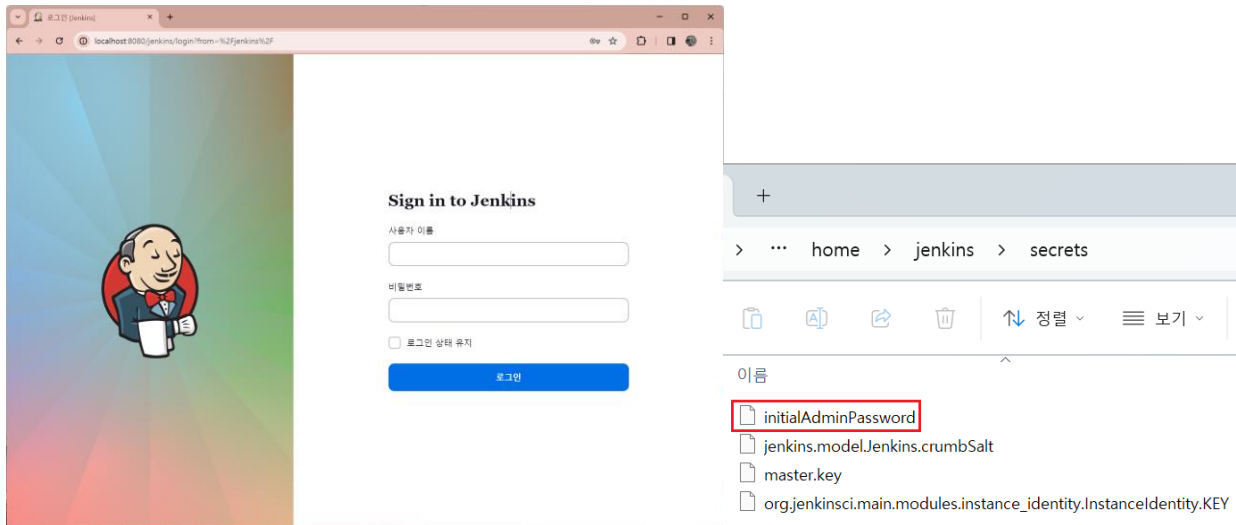 로그인 [Jenkins]
localhost:8080/jenkins/login?from=%2Fjenkins%2F
Sign in to Jenkins
사용자 이름
비밀번호
로그인 상태 유지
로그인
... home > jenkins > secrets
정렬
보기
이름
initialAdminPassword
jenkins.model.Jenkins.crumbSalt
master.key
org.jenkinsci.main.modules.instance_identity.InstanceIdentity.KEY